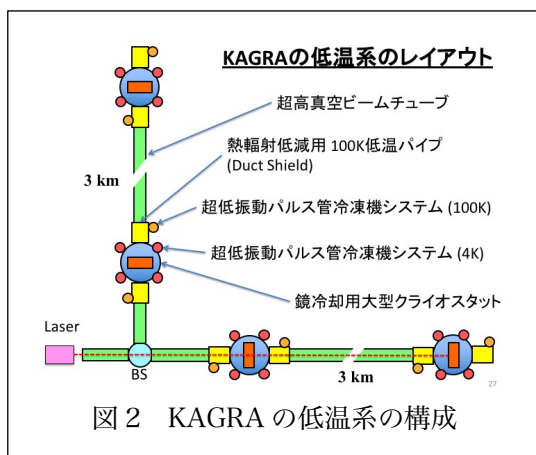 KAGRAの低温系のレイアウト
超高真空ビームチューブ
熱輻射低減用 100K低温パイプ
(Duct Shield)
3 km
超低振動パルス管冷凍機システム (100K)
超低振動パルス管冷凍機システム (4K)
鏡冷却用大型クライオスタット
Laser
BS
3 km
27
図2 KAGRA の低温系の構成